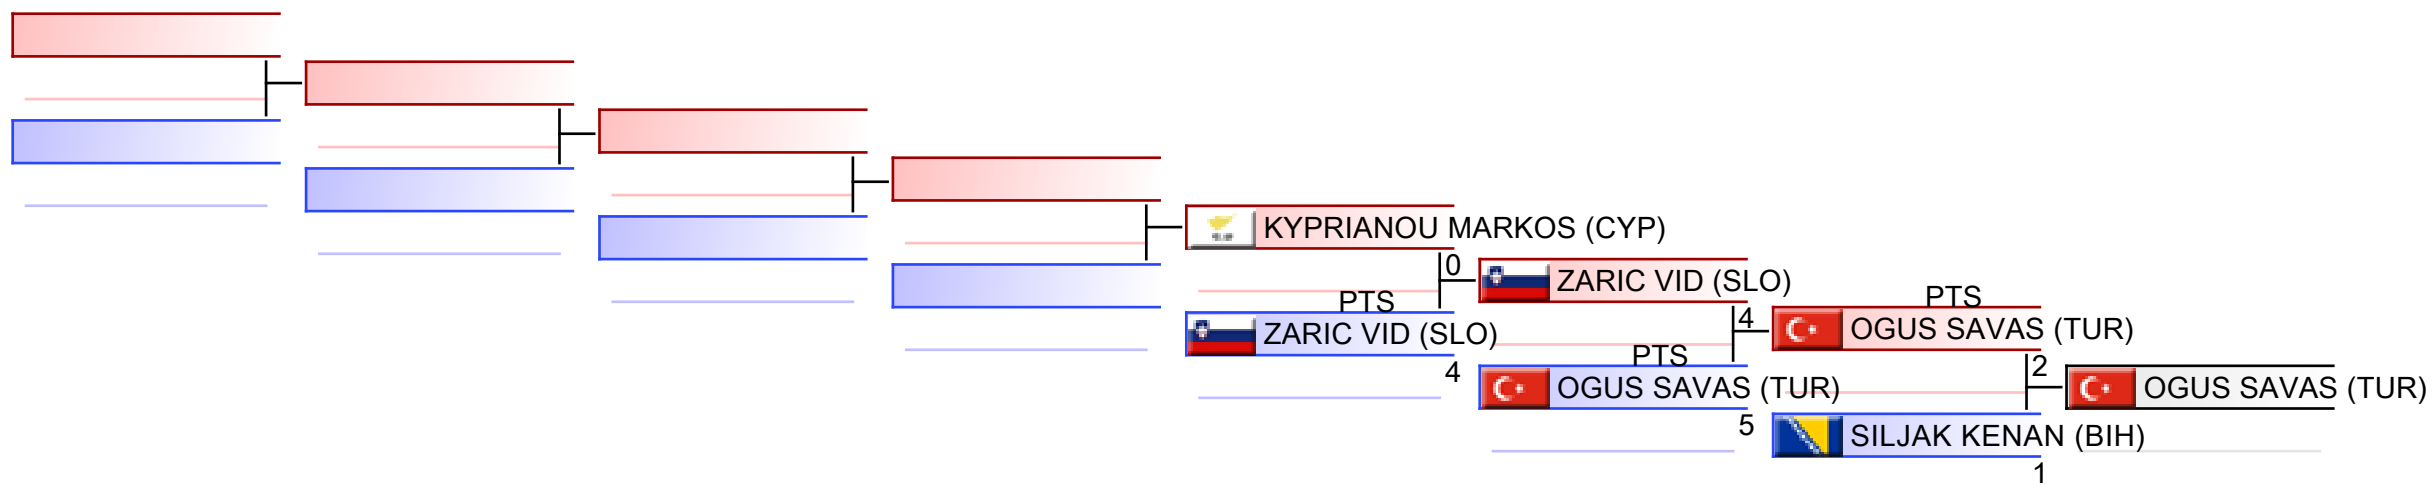 KYPRIANOU MARKOS (CYP)
0
PTS
ZARIC VID (SLO)
4
ZARIC VID (SLO)
4
PTS
OGUS SAVAS (TUR)
5
PTS
OGUS SAVAS (TUR)
2
SILJAK KENAN (BIH)
1
OGUS SAVAS (TUR)